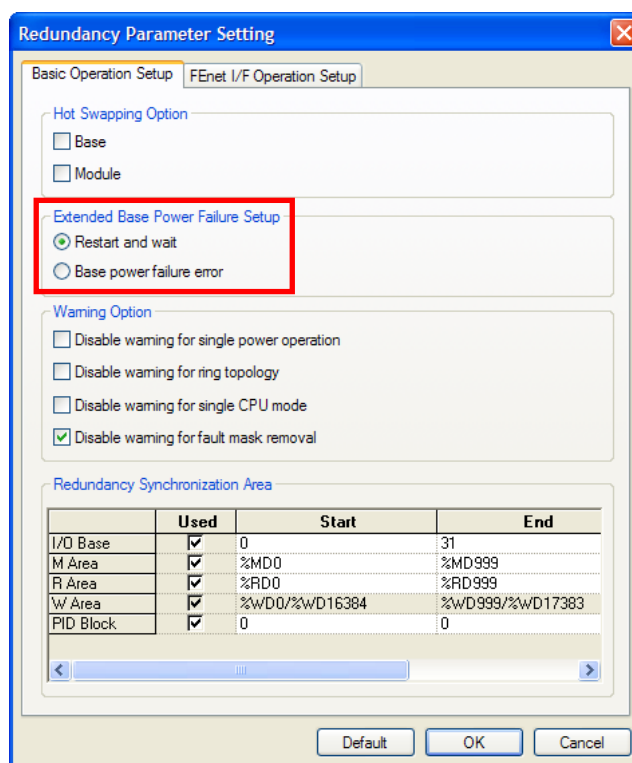 Redundancy Parameter Setting
Basic Operation Setup FEnet I/F Operation Setup
Hot Swapping Option
Base
Module
Extended Base Power Failure Setup
Restart and wait
Base power failure error
Warning Option
Disable warning for single power operation
Disable warning for ring topology
Disable warning for single CPU mode
Disable warning for fault mask removal
Redundancy Synchronization Area
Used Start End
I/O Base 0 31
M Area %MD0 %MD999
R Area %RD0 %RD999
W Area %WD0/%WD16384 %WD999/%WD17383
PID Block 0 0
Default OK Cancel